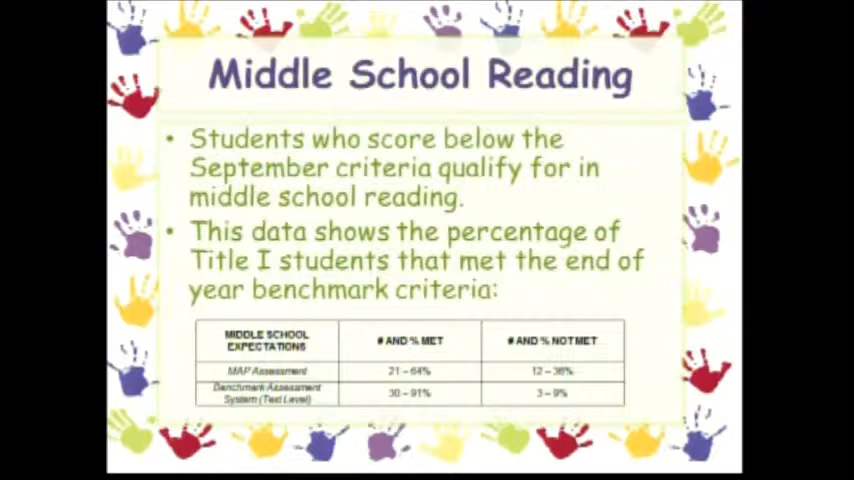 Middle School Reading
• Students who score below the
September criteria qualify for in
middle school reading.
• This data shows the percentage of
Title I students that met the end of
year benchmark criteria:
MIDDLE SCHOOL EXPECTATIONS # AND % MET # AND % NOT MET
MAP Assessment 21 – 64% 12 – 36%
Benchmark Assessment System (Text Level) 30 – 91% 3 – 9%